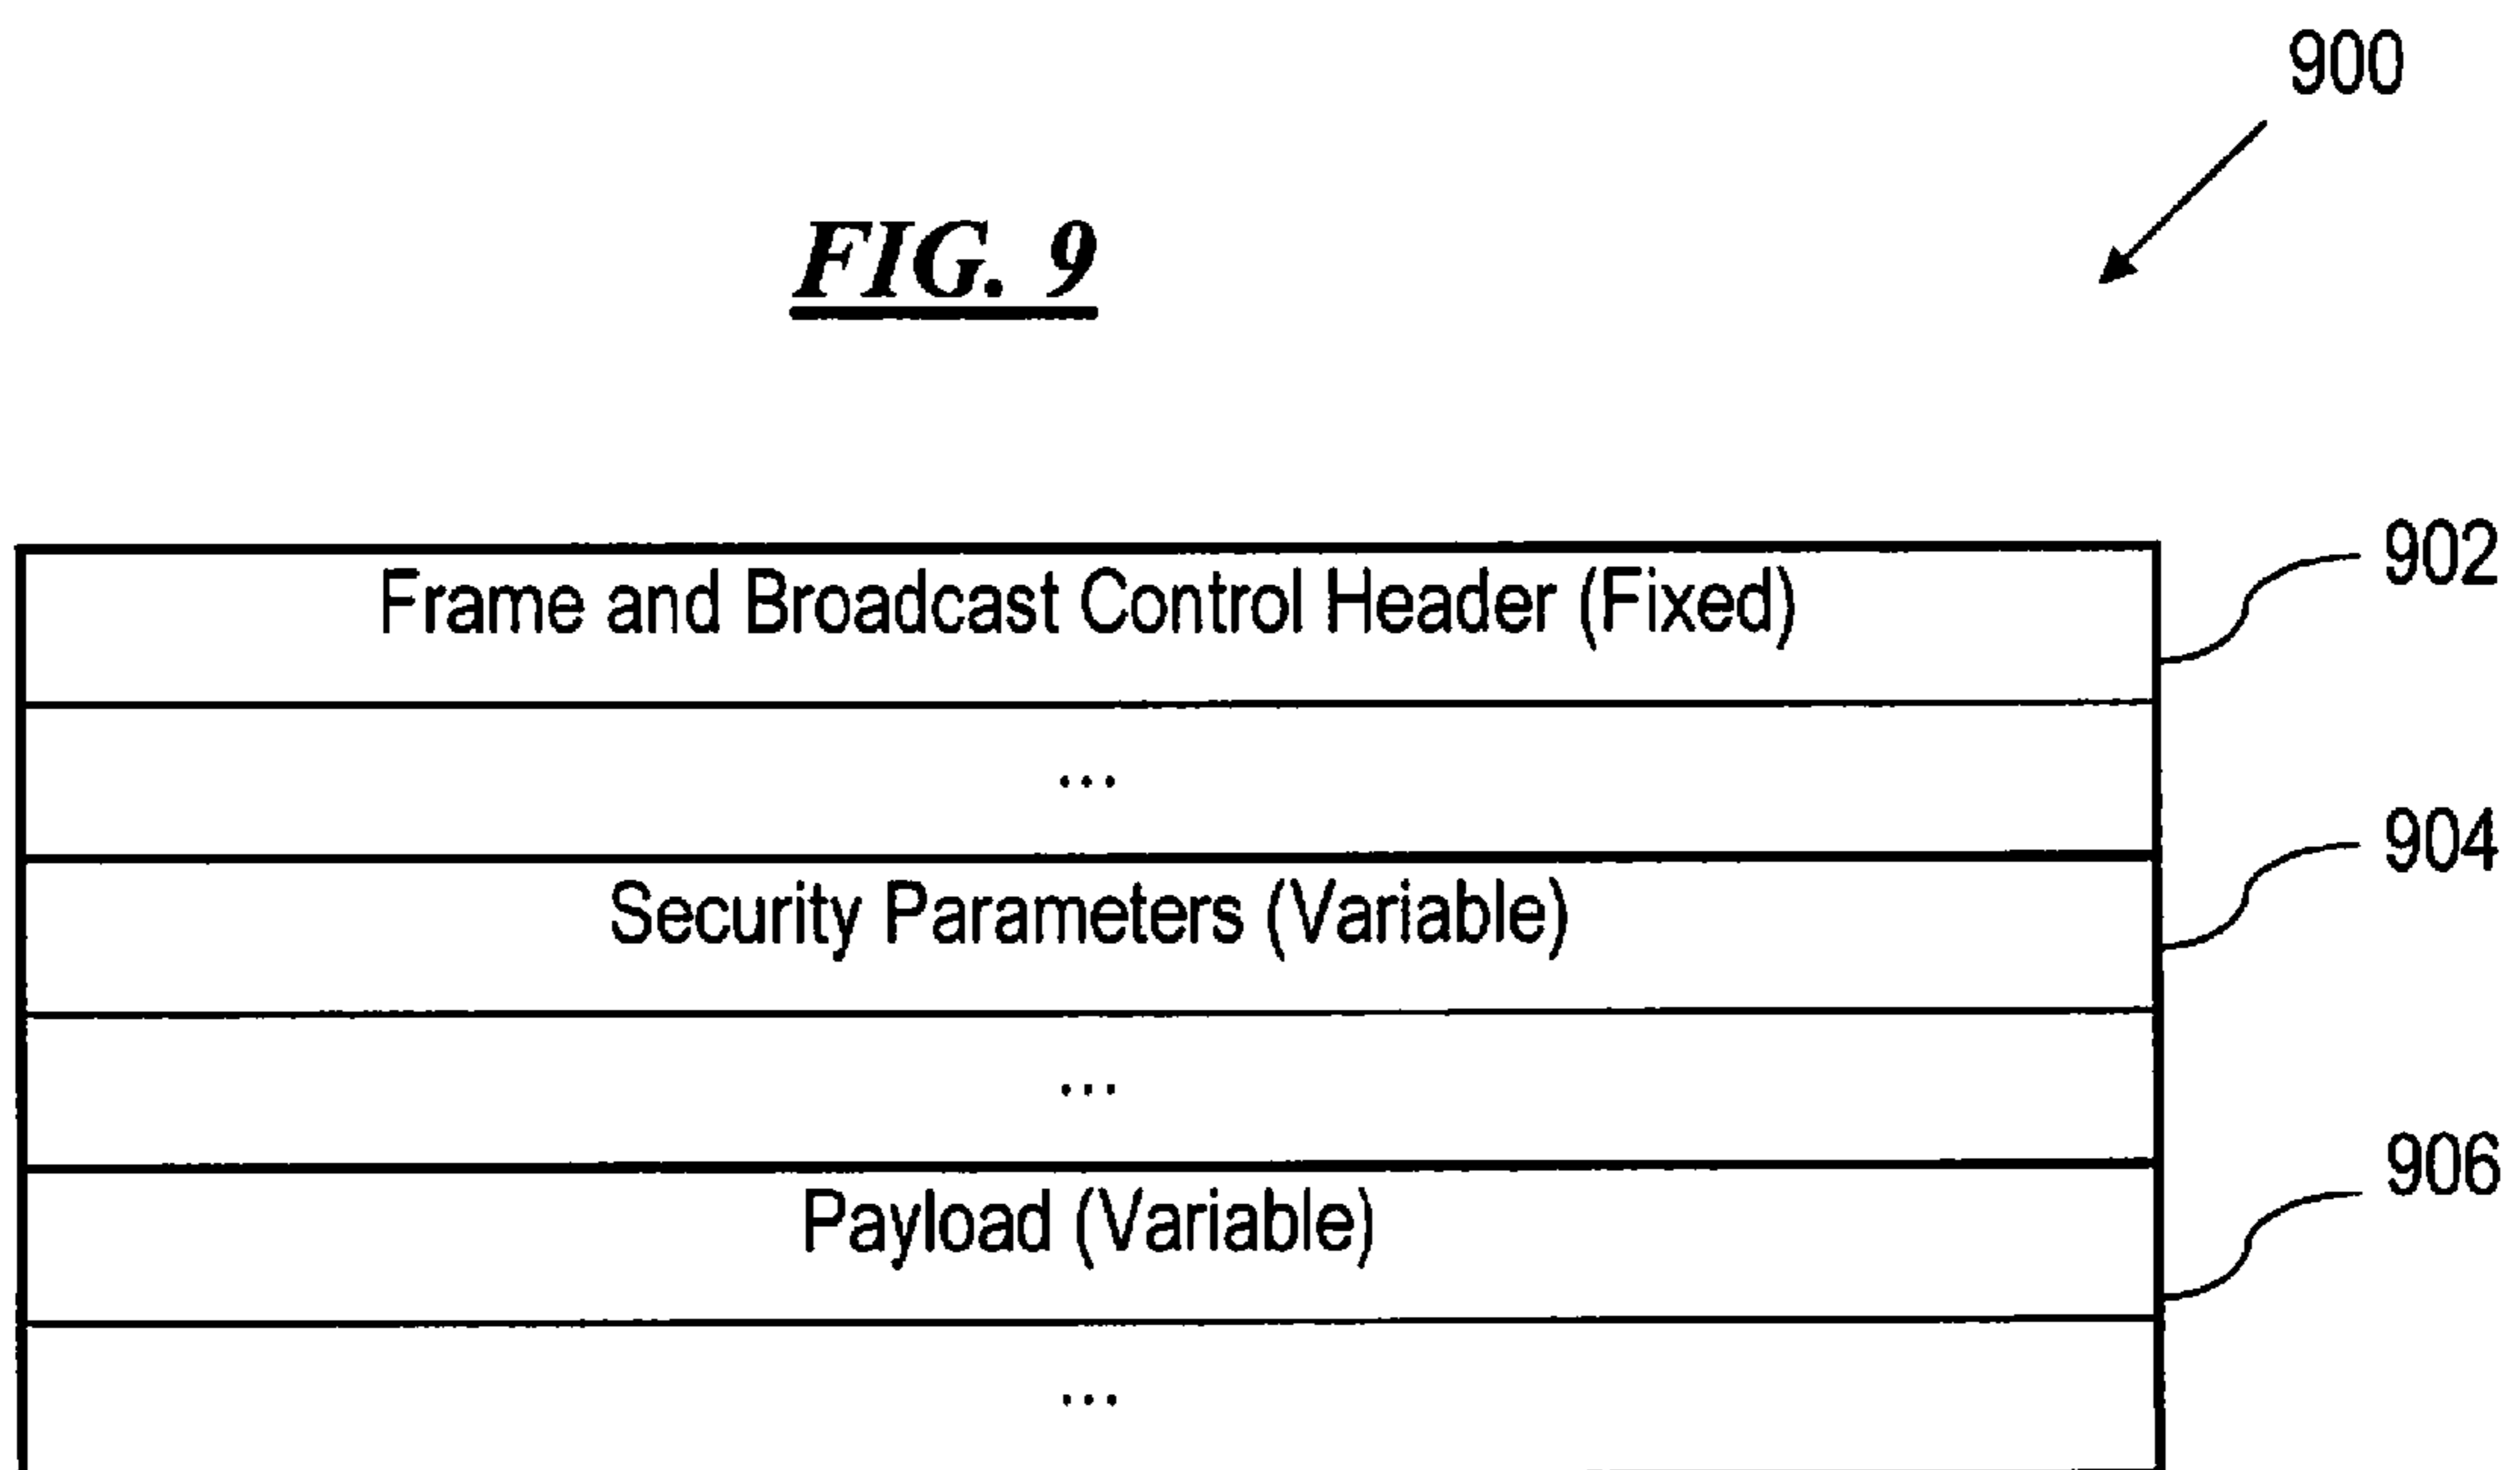 900
FIG. 9
902
Frame and Broadcast Control Header (Fixed)
...
904
Security Parameters (Variable)
...
906
Payload (Variable)
...